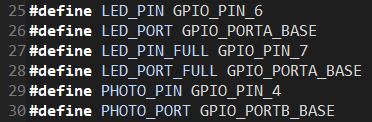 25 #define LED_PIN GPIO_PIN_6
26 #define LED_PORT GPIO_PORTA_BASE
27 #define LED_PIN_FULL GPIO_PIN_7
28 #define LED_PORT_FULL GPIO_PORTA_BASE
29 #define PHOTO_PIN GPIO_PIN_4
30 #define PHOTO_PORT GPIO_PORTB_BASE